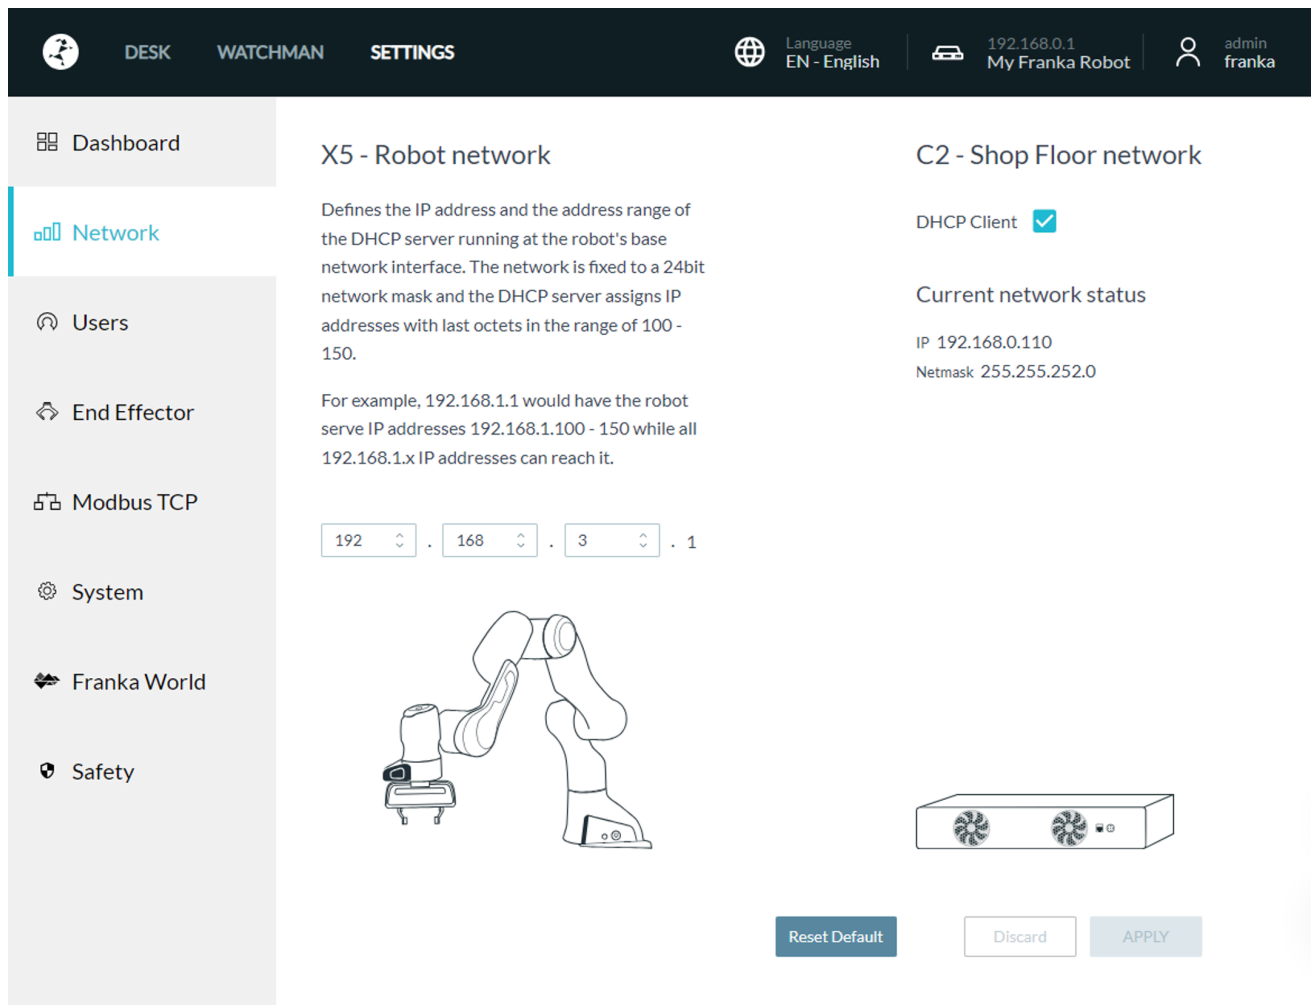 DESK WATCHMAN SETTINGS Language 192.168.0.1 admin
EN - English My Franka Robot franka
Dashboard
Network
Users
End Effector
Modbus TCP
System
Franka World
Safety
X5 - Robot network
Defines the IP address and the address range of
the DHCP server running at the robot's base
network interface. The network is fixed to a 24bit
network mask and the DHCP server assigns IP
addresses with last octets in the range of 100 -
150.
For example, 192.168.1.1 would have the robot
serve IP addresses 192.168.1.100 - 150 while all
192.168.1.x IP addresses can reach it.
192 . 168 . 3 . 1
C2 - Shop Floor network
DHCP Client
Current network status
IP 192.168.0.110
Netmask 255.255.252.0
Reset Default Discard APPLY